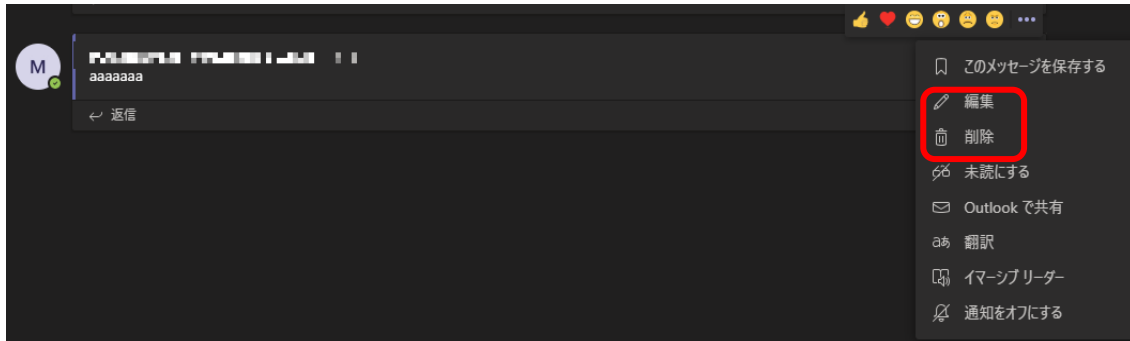 M
aaaaaaa
返信
このメッセージを保存する
編集
削除
未読にする
Outlook で共有
aあ 翻訳
イマーシブ リーダー
通知をオフにする